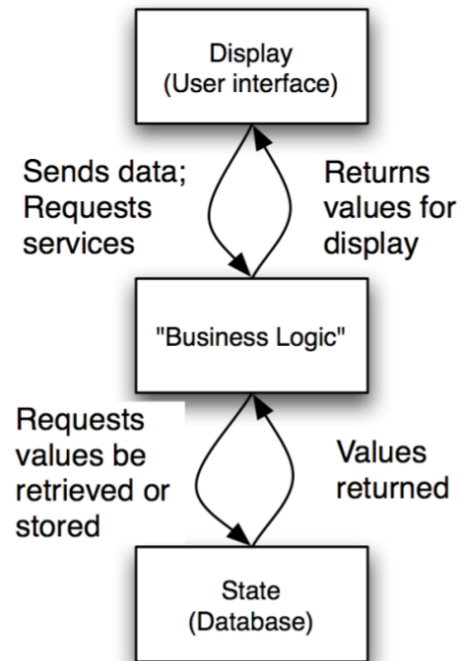 Display
(User interface)
Sends data;
Requests
services
Returns
values for
display
"Business Logic"
Requests
values be
retrieved or
stored
Values
returned
State
(Database)